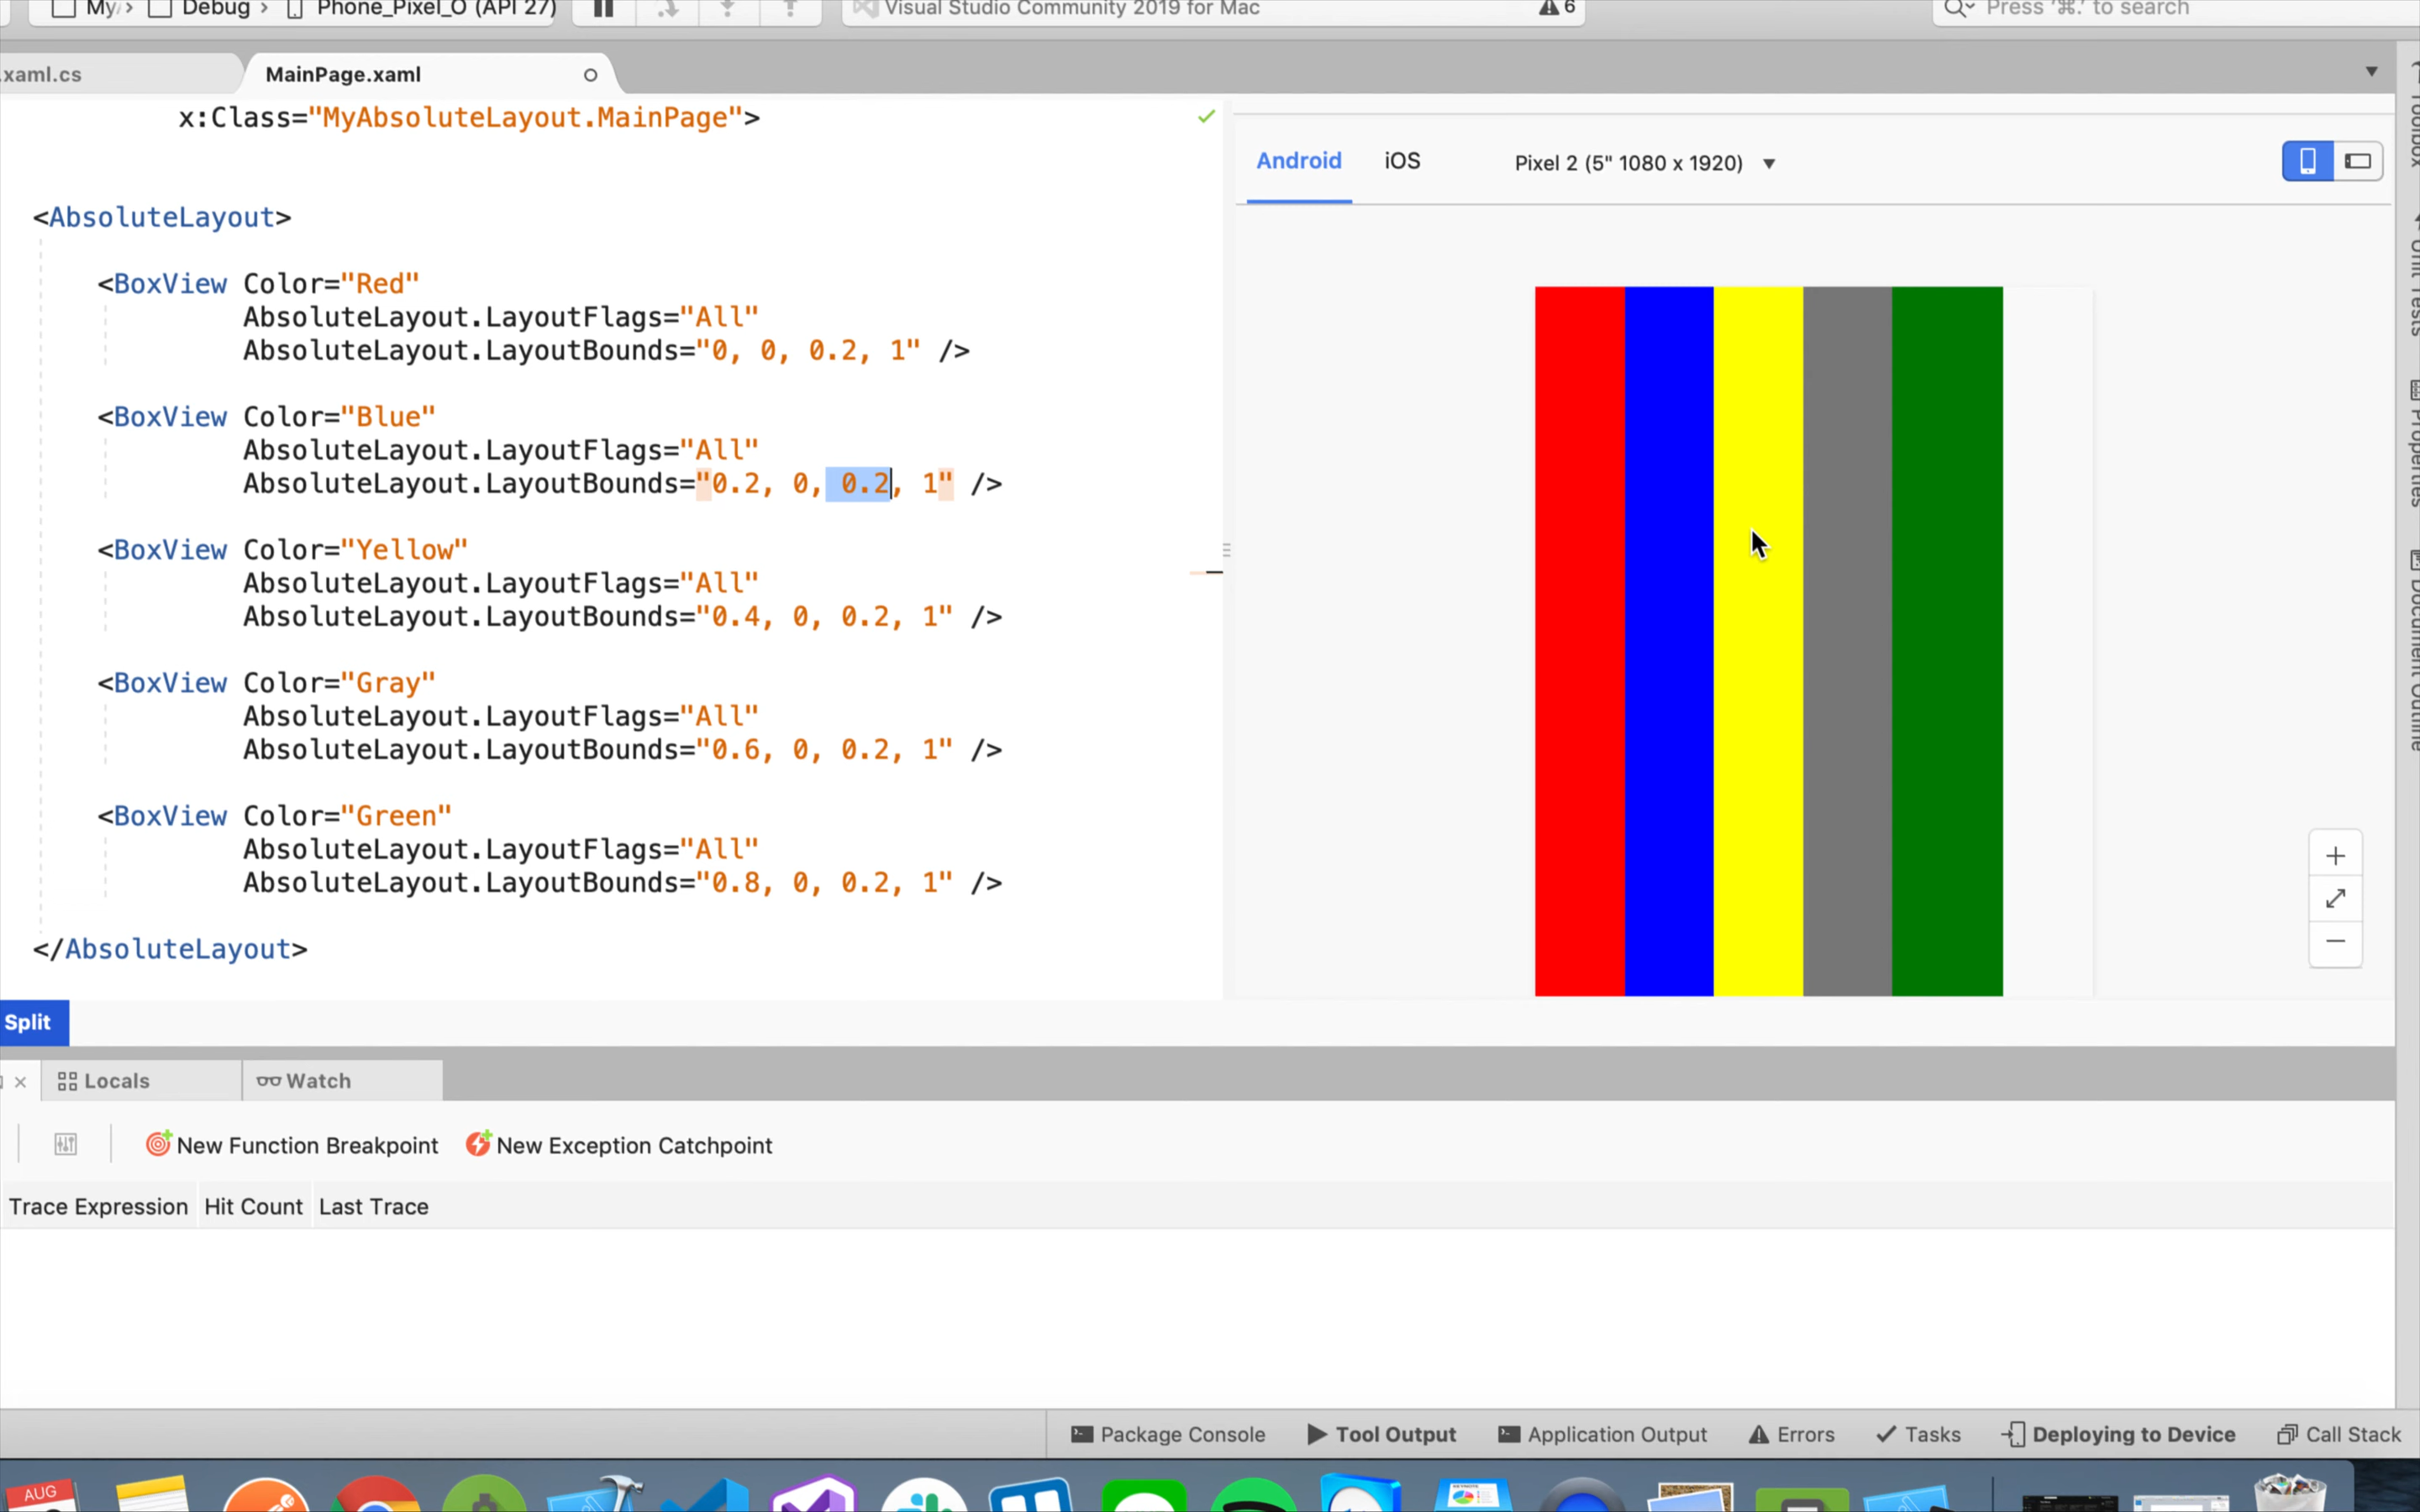 My
Debug
Phone_Pixel_O (API 27)
Visual Studio Community 2019 for Mac
6
Press '⌘.' to search
.xaml.cs
MainPage.xaml
x:Class="MyAbsoluteLayout.MainPage">
<AbsoluteLayout>
<BoxView Color="Red"
AbsoluteLayout.LayoutFlags="All"
AbsoluteLayout.LayoutBounds="0, 0, 0.2, 1" />
<BoxView Color="Blue"
AbsoluteLayout.LayoutFlags="All"
AbsoluteLayout.LayoutBounds="0.2, 0, 0.2, 1" />
<BoxView Color="Yellow"
AbsoluteLayout.LayoutFlags="All"
AbsoluteLayout.LayoutBounds="0.4, 0, 0.2, 1" />
<BoxView Color="Gray"
AbsoluteLayout.LayoutFlags="All"
AbsoluteLayout.LayoutBounds="0.6, 0, 0.2, 1" />
<BoxView Color="Green"
AbsoluteLayout.LayoutFlags="All"
AbsoluteLayout.LayoutBounds="0.8, 0, 0.2, 1" />
</AbsoluteLayout>
Android
iOS
Pixel 2 (5" 1080 x 1920)
Toolbox
Unit Tests
Properties
Document Outline
Split
Locals
Watch
New Function Breakpoint
New Exception Catchpoint
Trace Expression
Hit Count
Last Trace
Package Console
Tool Output
Application Output
Errors
Tasks
Deploying to Device
Call Stack
AUG